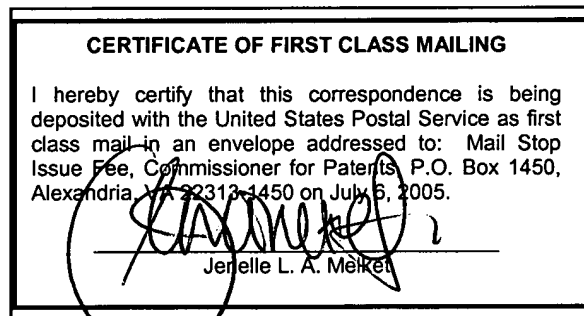 CERTIFICATE OF FIRST CLASS MAILING
I hereby certify that this correspondence is being
deposited with the United States Postal Service as first
class mail in an envelope addressed to: Mail Stop
Issue Fee, Commissioner for Patents, P.O. Box 1450,
Alexandria, VA 22313-1450 on July 6, 2005.
Jenelle L. A. Melket